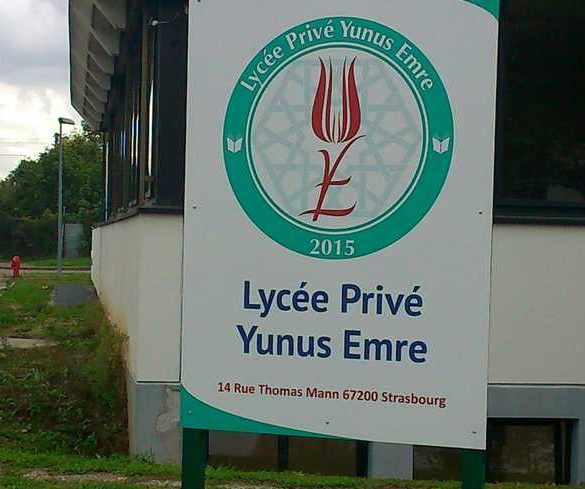 Lycée Privé Yunus Emre
2015
Lycée Privé
Yunus Emre
14 Rue Thomas Mann 67200 Strasbourg